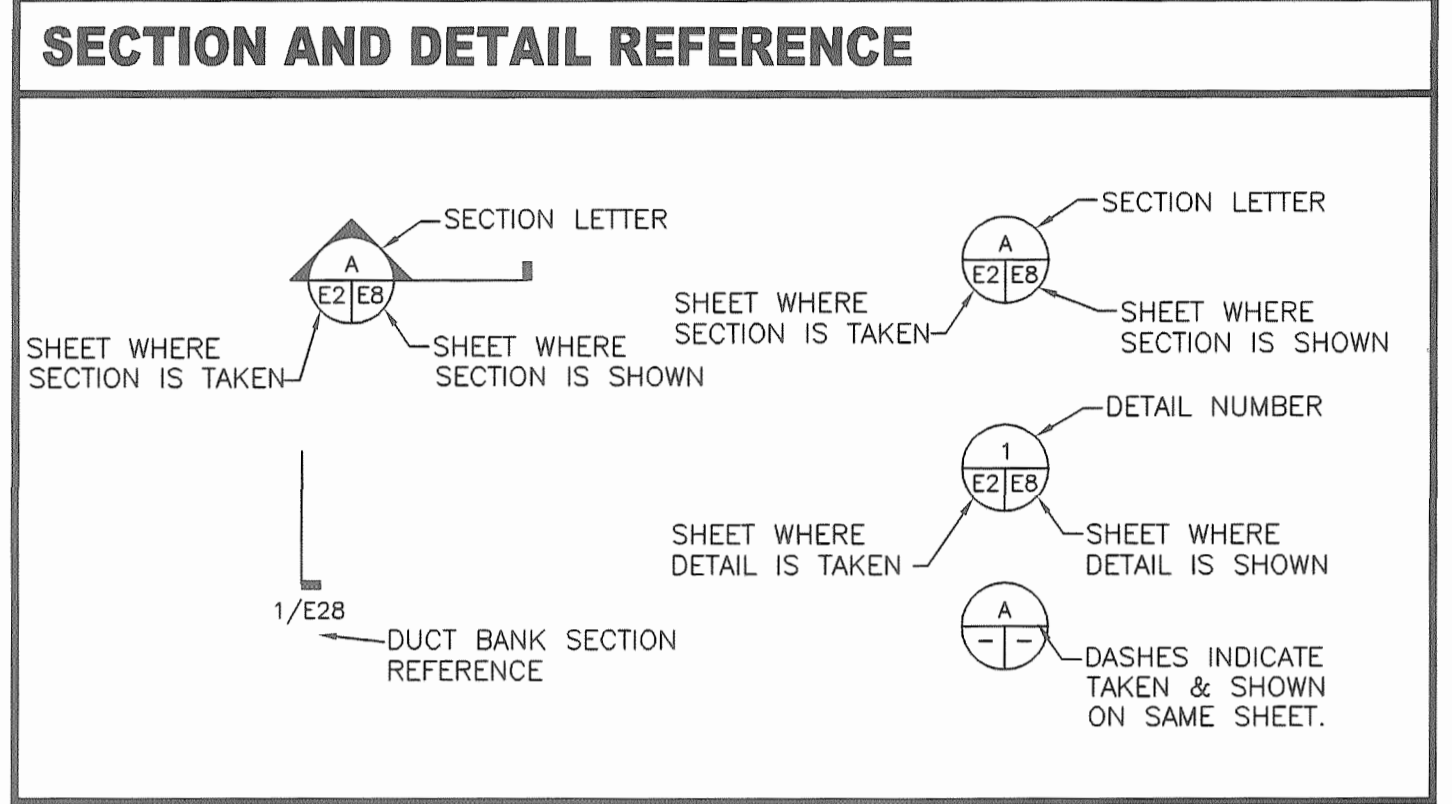 SECTION AND DETAIL REFERENCE
SECTION LETTER
A
E2 E8
SHEET WHERE
SECTION IS TAKEN
SHEET WHERE
SECTION IS SHOWN
1/E28
DUCT BANK SECTION
REFERENCE
SECTION LETTER
A
E2 E8
SHEET WHERE
SECTION IS TAKEN
SHEET WHERE
SECTION IS SHOWN
DETAIL NUMBER
1
E2 E8
SHEET WHERE
DETAIL IS TAKEN
SHEET WHERE
DETAIL IS SHOWN
A
- -
DASHES INDICATE
TAKEN & SHOWN
ON SAME SHEET.